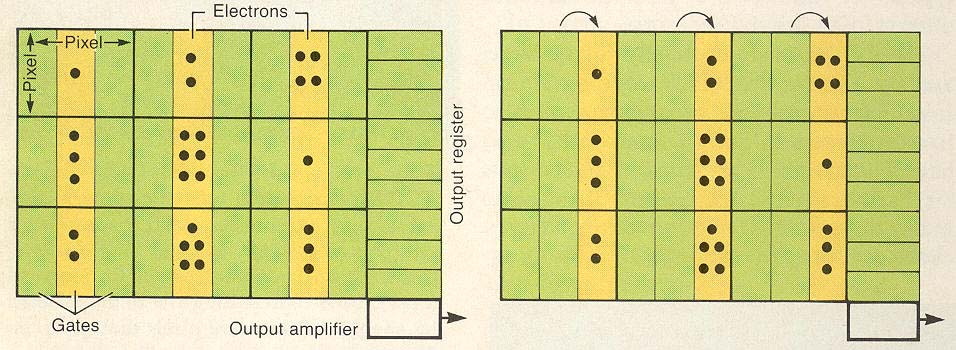 Electrons
Pixel
Pixel
Output register
Gates
Output amplifier